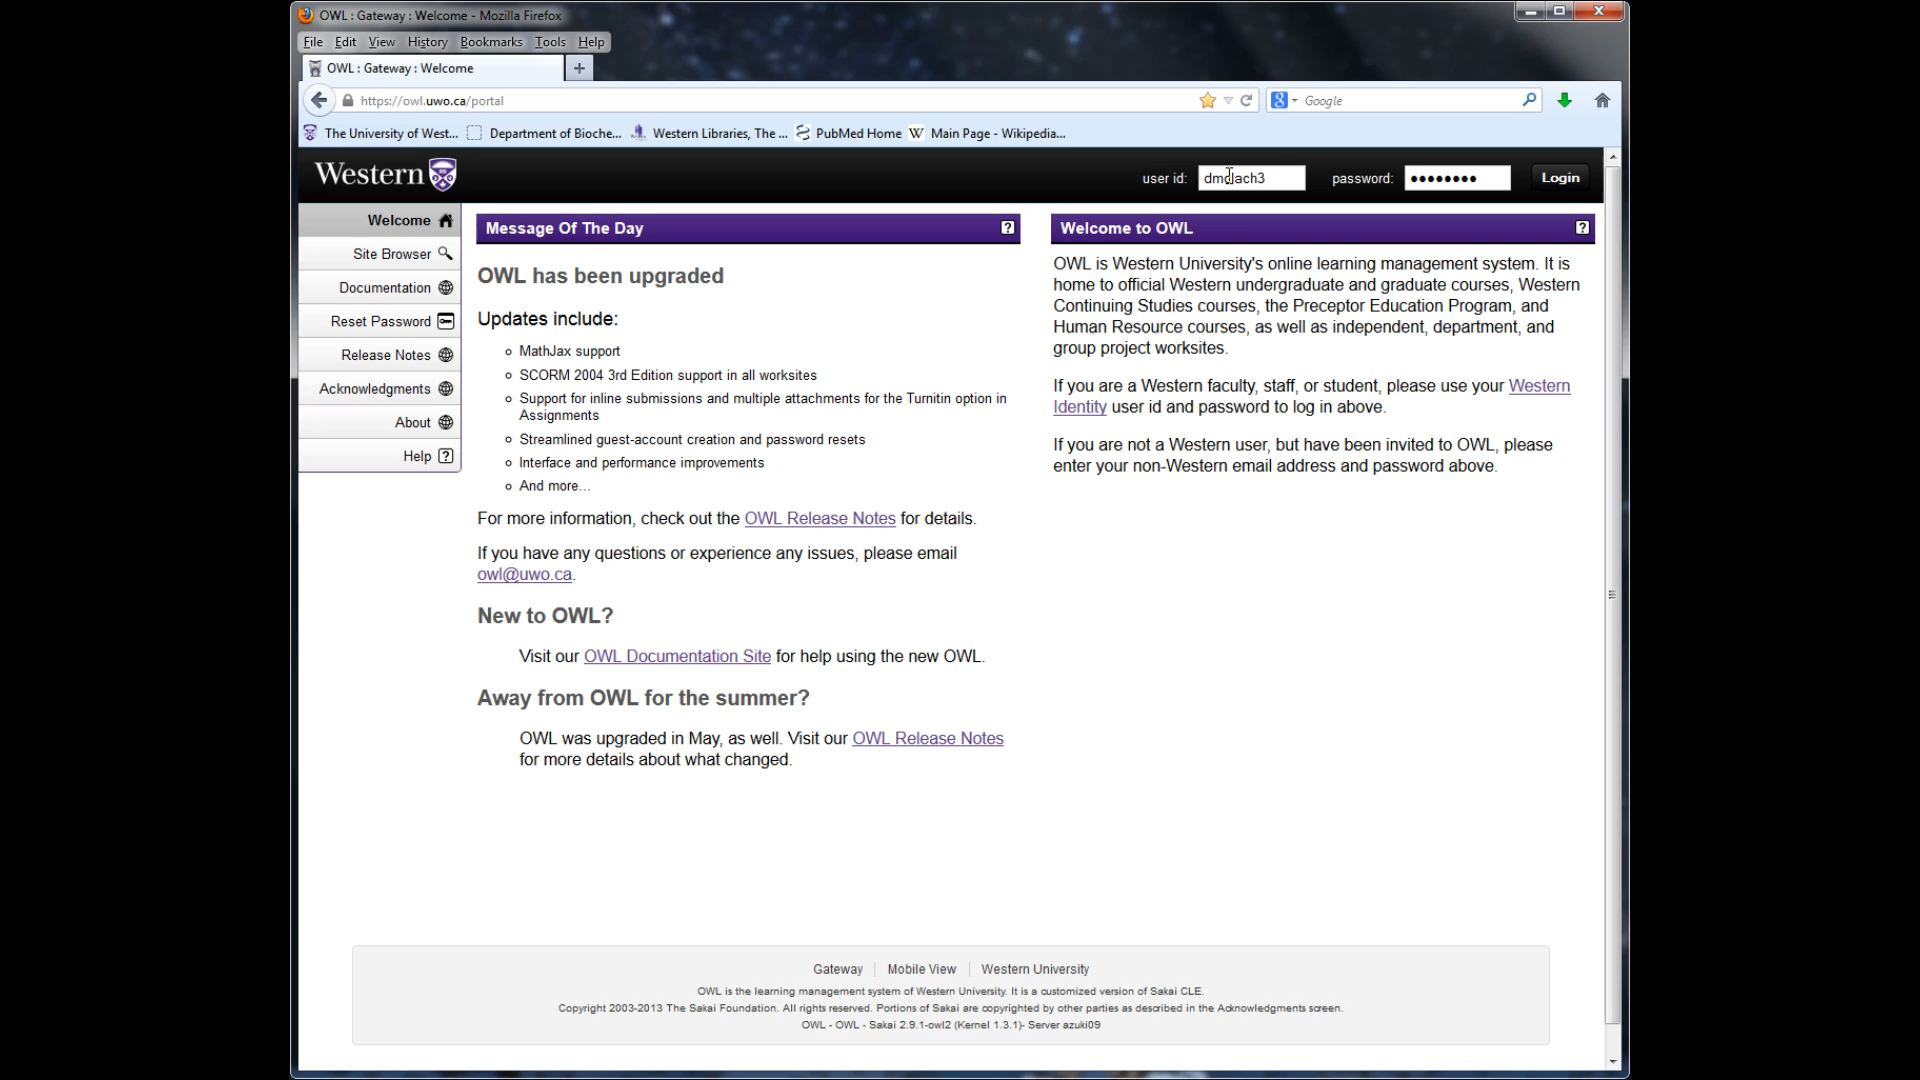 OWL : Gateway : Welcome - Mozilla Firefox
File Edit View History Bookmarks Tools Help
OWL : Gateway : Welcome
https://owl.uwo.ca/portal
Google
The University of West... Department of Bioche... Western Libraries, The ... PubMed Home Main Page - Wikipedia...
Western
user id:
password:
Login
Welcome
Site Browser
Documentation
Reset Password
Release Notes
Acknowledgments
About
Help
Message Of The Day
OWL has been upgraded
Updates include:
MathJax support
SCORM 2004 3rd Edition support in all worksites
Support for inline submissions and multiple attachments for the Turnitin option in
Assignments
Streamlined guest-account creation and password resets
Interface and performance improvements
And more...
For more information, check out the OWL Release Notes for details.
If you have any questions or experience any issues, please email
owl@uwo.ca.
New to OWL?
Visit our OWL Documentation Site for help using the new OWL.
Away from OWL for the summer?
OWL was upgraded in May, as well. Visit our OWL Release Notes
for more details about what changed.
Welcome to OWL
OWL is Western University's online learning management system. It is
home to official Western undergraduate and graduate courses, Western
Continuing Studies courses, the Preceptor Education Program, and
Human Resource courses, as well as independent, department, and
group project worksites.
If you are a Western faculty, staff, or student, please use your Western
Identity user id and password to log in above.
If you are not a Western user, but have been invited to OWL, please
enter your non-Western email address and password above.
Gateway Mobile View Western University
OWL is the learning management system of Western University. It is a customized version of Sakai CLE.
Copyright 2003-2013 The Sakai Foundation. All rights reserved. Portions of Sakai are copyrighted by other parties as described in the Acknowledgments screen.
OWL - OWL - Sakai 2.9.1-owl2 (Kernel 1.3.1)- Server azuki09